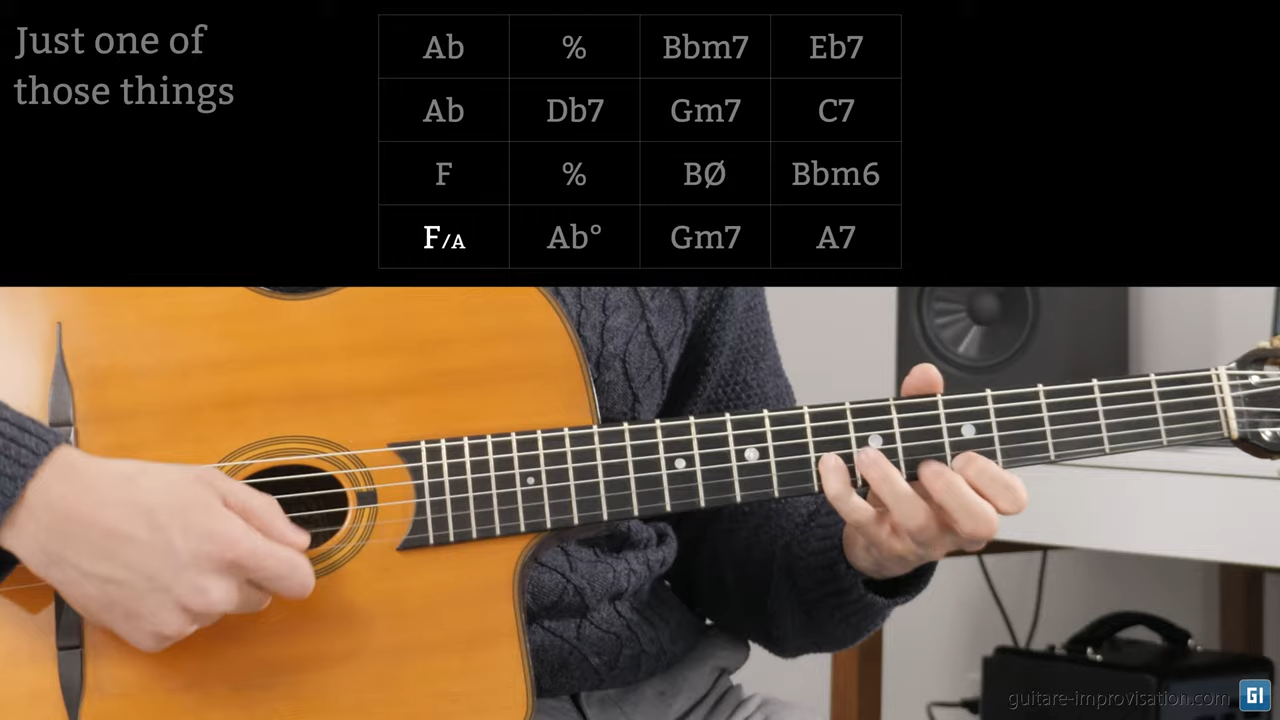 Just one of
those things
Ab % Bbm7 Eb7
Ab Db7 Gm7 C7
F % BØ Bbm6
F/A Ab° Gm7 A7
guitare-improvisation.com GI